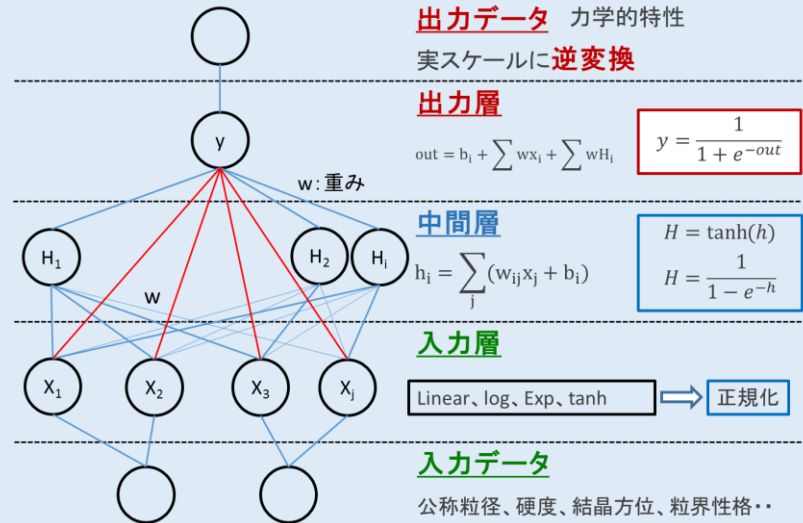 出力データ 力学的特性
実スケールに逆変換
出力層
y
out = b_i + ∑ wx_i + ∑ wH_i
y = 1 / (1 + e^{-out})
w：重み
中間層
H_1
H_2
H_i
h_i = ∑_j (w_{ij}x_j + b_i)
H = tanh(h)
H = 1 / (1 − e^{-h})
w
入力層
X_1
X_2
X_3
X_j
Linear、log、Exp、tanh
正規化
入力データ
公称粒径、硬度、結晶方位、粒界性格・・